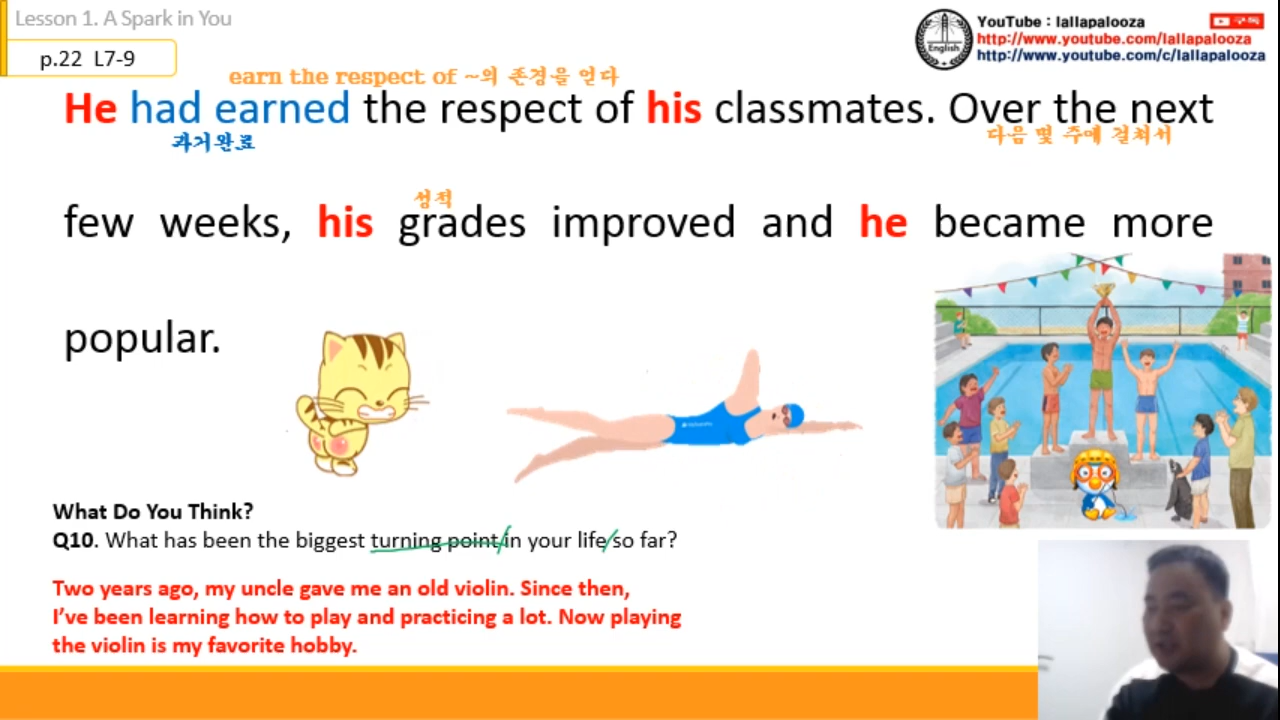 Lesson 1. A Spark in You
p.22 L7-9
English
YouTube : lallapalooza
구독
http://www.youtube.com/lallapalooza
http://www.youtube.com/c/lallapalooza
earn the respect of ~의 존경을 얻다
He had earned the respect of his classmates. Over the next
과거완료
다음 몇 주에 걸쳐서
성적
few weeks, his grades improved and he became more
popular.
What Do You Think?
Q10. What has been the biggest turning point in your life so far?
Two years ago, my uncle gave me an old violin. Since then,
I've been learning how to play and practicing a lot. Now playing
the violin is my favorite hobby.